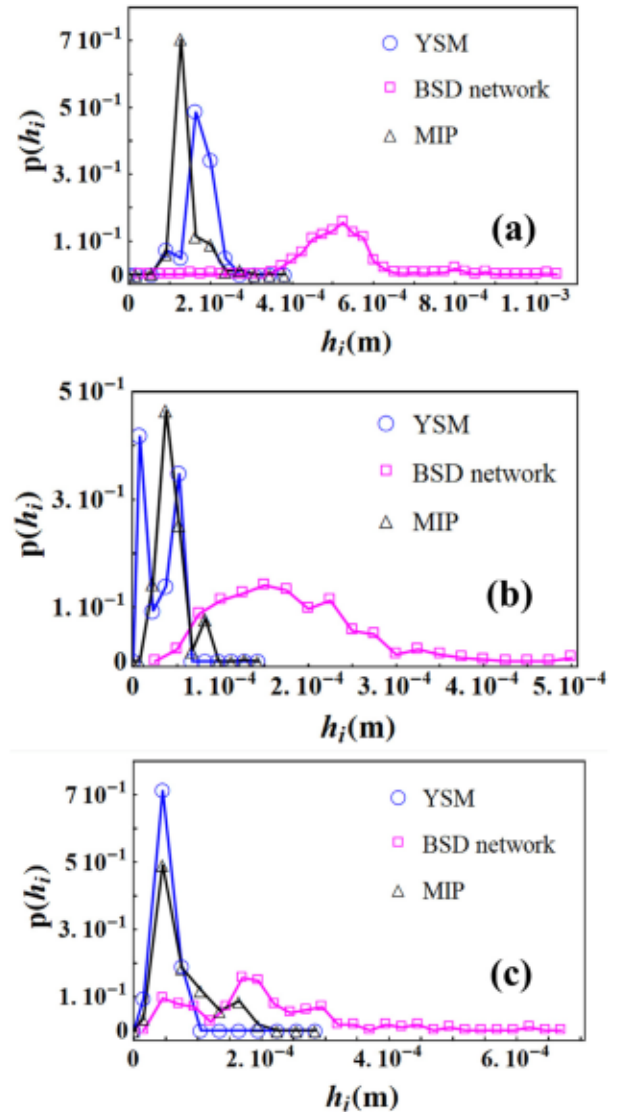 7 10⁻¹
5 10⁻¹
3. 10⁻¹
1. 10⁻¹
0
p(hᵢ)
YSM
BSD network
MIP
(a)
0 2. 10⁻⁴ 4. 10⁻⁴ 6. 10⁻⁴ 8. 10⁻⁴ 1. 10⁻³
hᵢ(m)
5 10⁻¹
3. 10⁻¹
1. 10⁻¹
0
p(hᵢ)
YSM
BSD network
MIP
(b)
0 1. 10⁻⁴ 2. 10⁻⁴ 3. 10⁻⁴ 4. 10⁻⁴ 5 10⁻⁴
hᵢ(m)
7 10⁻¹
5 10⁻¹
3. 10⁻¹
1. 10⁻¹
0
p(hᵢ)
YSM
BSD network
MIP
(c)
0 2. 10⁻⁴ 4. 10⁻⁴ 6. 10⁻⁴
hᵢ(m)